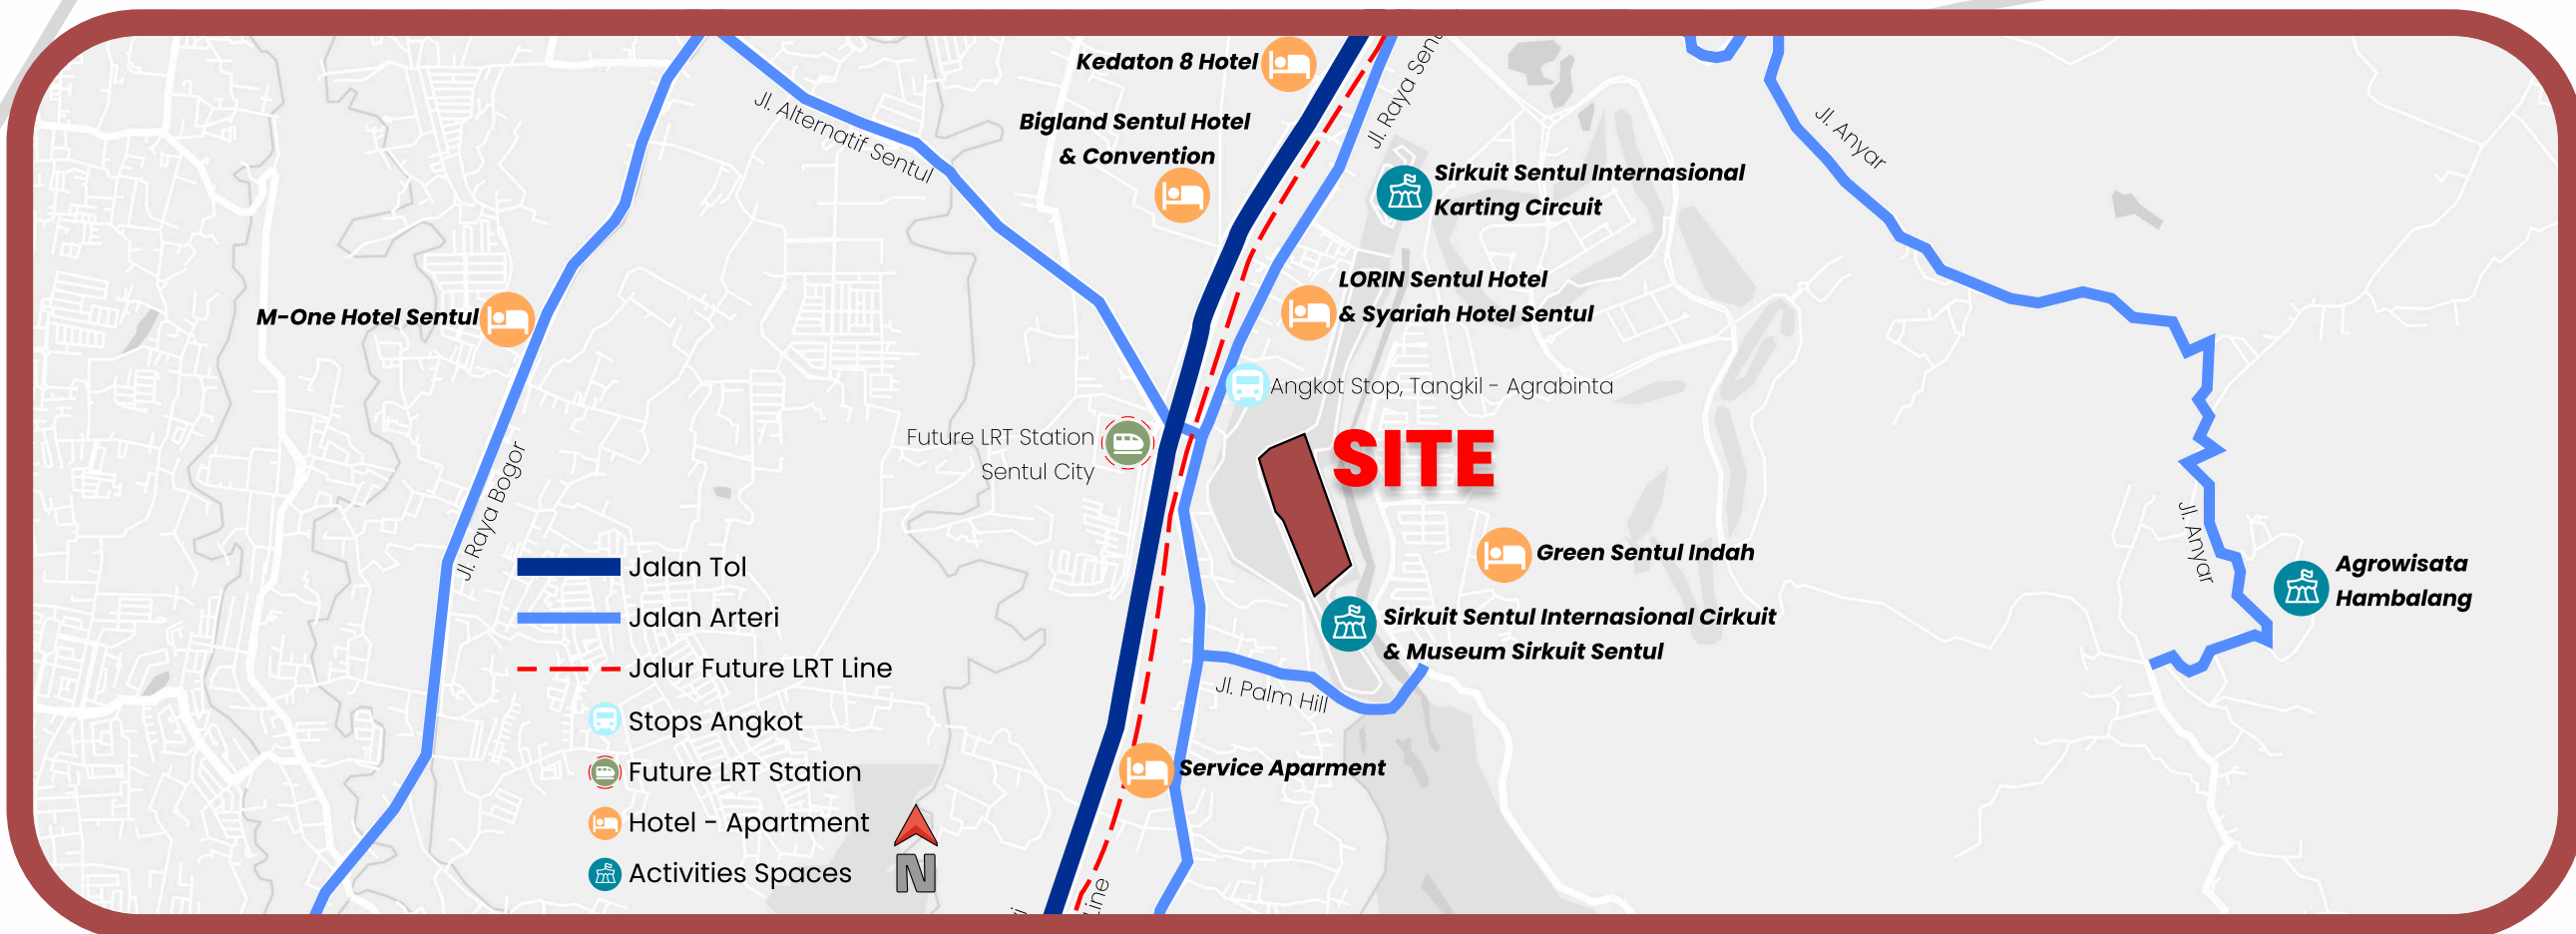 Kedaton 8 Hotel
Bigland Sentul Hotel
& Convention
Jl. Alternatif Sentul
Jl. Raya
Jl. Anyar
Sirkuit Sentul Internasional
Karting Circuit
M-One Hotel Sentul
LORIN Sentul Hotel
& Syariah Hotel Sentul
Angkot Stop, Tangkil - Agrabinta
Future LRT Station
Sentul City
SITE
Jl. Raya Bogor
Green Sentul Indah
Jl. Anyar
Agrowisata
Hambalang
Sirkuit Sentul Internasional Cirkuit
& Museum Sirkuit Sentul
Jl. Palm Hill
Service Aparment
Jalan Tol
Jalan Arteri
Jalur Future LRT Line
Stops Angkot
Future LRT Station
Hotel - Apartment
Activities Spaces
N
Line